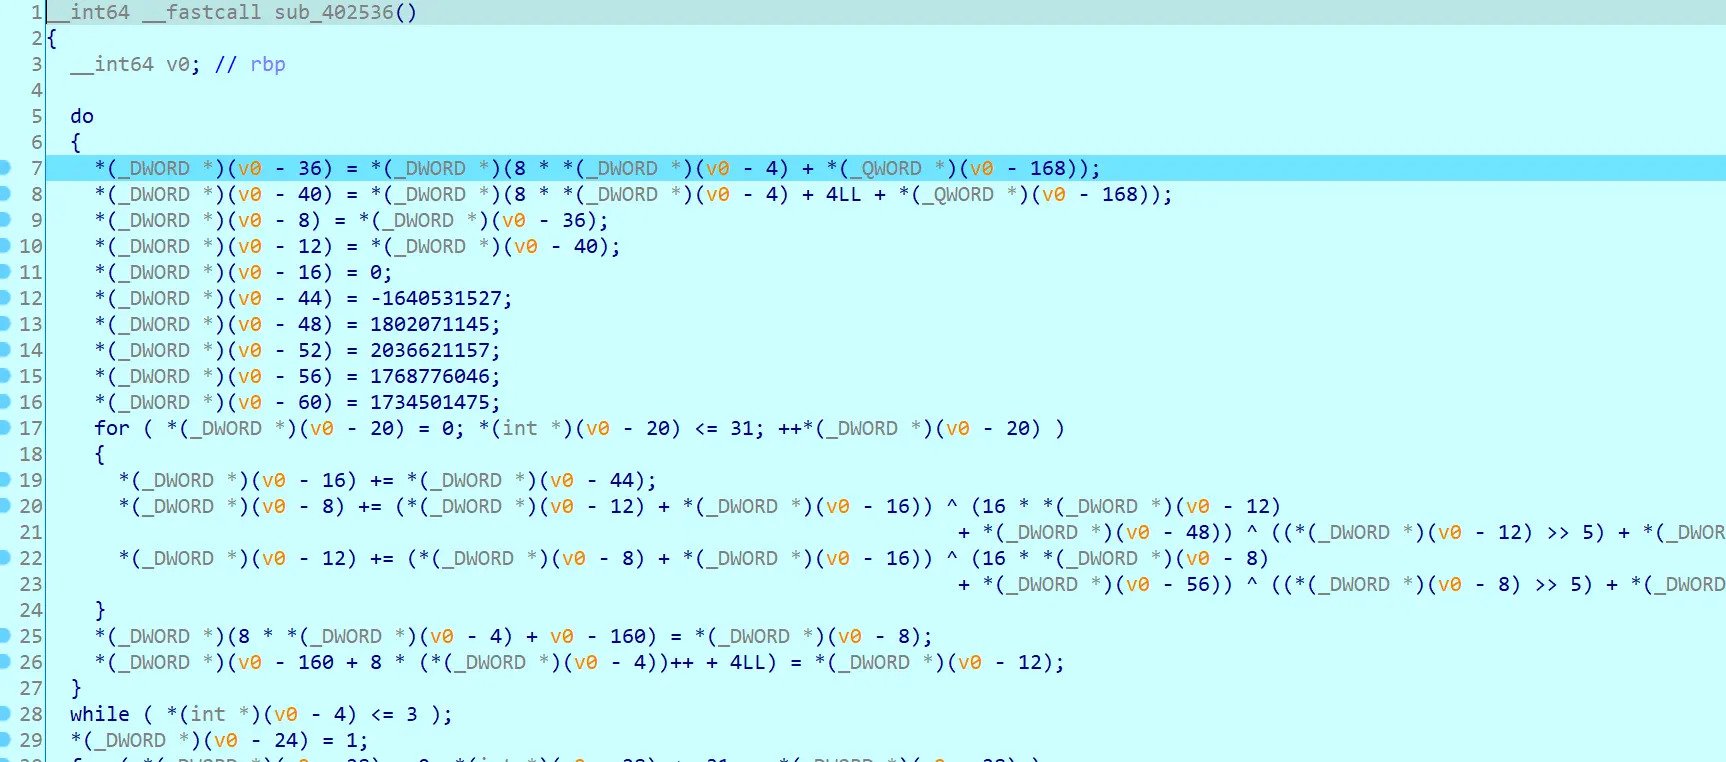 1 __int64 __fastcall sub_402536()
2 {
3 __int64 v0; // rbp
4
5 do
6 {
7 *(_DWORD *)(v0 - 36) = *(_DWORD *)(8 * *(_DWORD *)(v0 - 4) + *(_QWORD *)(v0 - 168));
8 *(_DWORD *)(v0 - 40) = *(_DWORD *)(8 * *(_DWORD *)(v0 - 4) + 4LL + *(_QWORD *)(v0 - 168));
9 *(_DWORD *)(v0 - 8) = *(_DWORD *)(v0 - 36);
10 *(_DWORD *)(v0 - 12) = *(_DWORD *)(v0 - 40);
11 *(_DWORD *)(v0 - 16) = 0;
12 *(_DWORD *)(v0 - 44) = -1640531527;
13 *(_DWORD *)(v0 - 48) = 1802071145;
14 *(_DWORD *)(v0 - 52) = 2036621157;
15 *(_DWORD *)(v0 - 56) = 1768776046;
16 *(_DWORD *)(v0 - 60) = 1734501475;
17 for ( *(_DWORD *)(v0 - 20) = 0; *(int *)(v0 - 20) <= 31; ++*(_DWORD *)(v0 - 20) )
18 {
19 *(_DWORD *)(v0 - 16) += *(_DWORD *)(v0 - 44);
20 *(_DWORD *)(v0 - 8) += (*(_DWORD *)(v0 - 12) + *(_DWORD *)(v0 - 16)) ^ (16 * *(_DWORD *)(v0 - 12)
21 + *(_DWORD *)(v0 - 48)) ^ ((*(_DWORD *)(v0 - 12) >> 5) + *(_DWOR
22 *(_DWORD *)(v0 - 12) += (*(_DWORD *)(v0 - 8) + *(_DWORD *)(v0 - 16)) ^ (16 * *(_DWORD *)(v0 - 8)
23 + *(_DWORD *)(v0 - 56)) ^ ((*(_DWORD *)(v0 - 8) >> 5) + *(_DWORD
24 }
25 *(_DWORD *)(8 * *(_DWORD *)(v0 - 4) + v0 - 160) = *(_DWORD *)(v0 - 8);
26 *(_DWORD *)(v0 - 160 + 8 * (*(_DWORD *)(v0 - 4))++ + 4LL) = *(_DWORD *)(v0 - 12);
27 }
28 while ( *(int *)(v0 - 4) <= 3 );
29 *(_DWORD *)(v0 - 24) = 1;